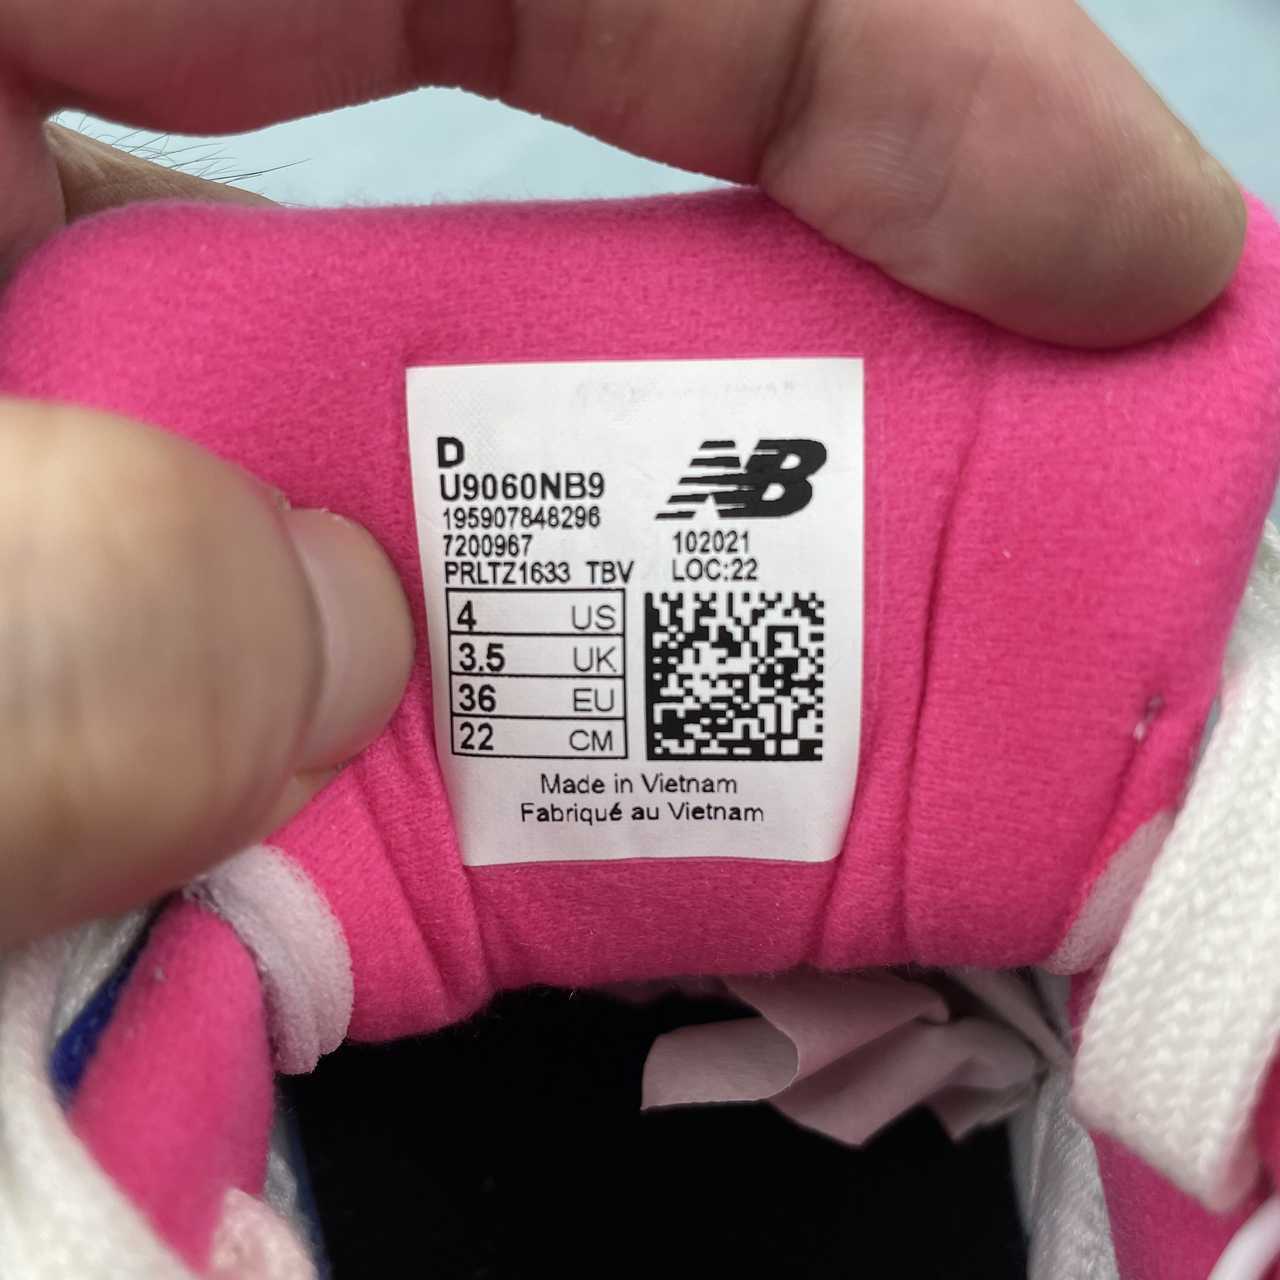 D
U9060NB9
NB
195907848296
7200967 102021
PRLTZ1633 TBV LOC:22
4 US
3.5 UK
36 EU
22 CM
Made in Vietnam
Fabriqué au Vietnam